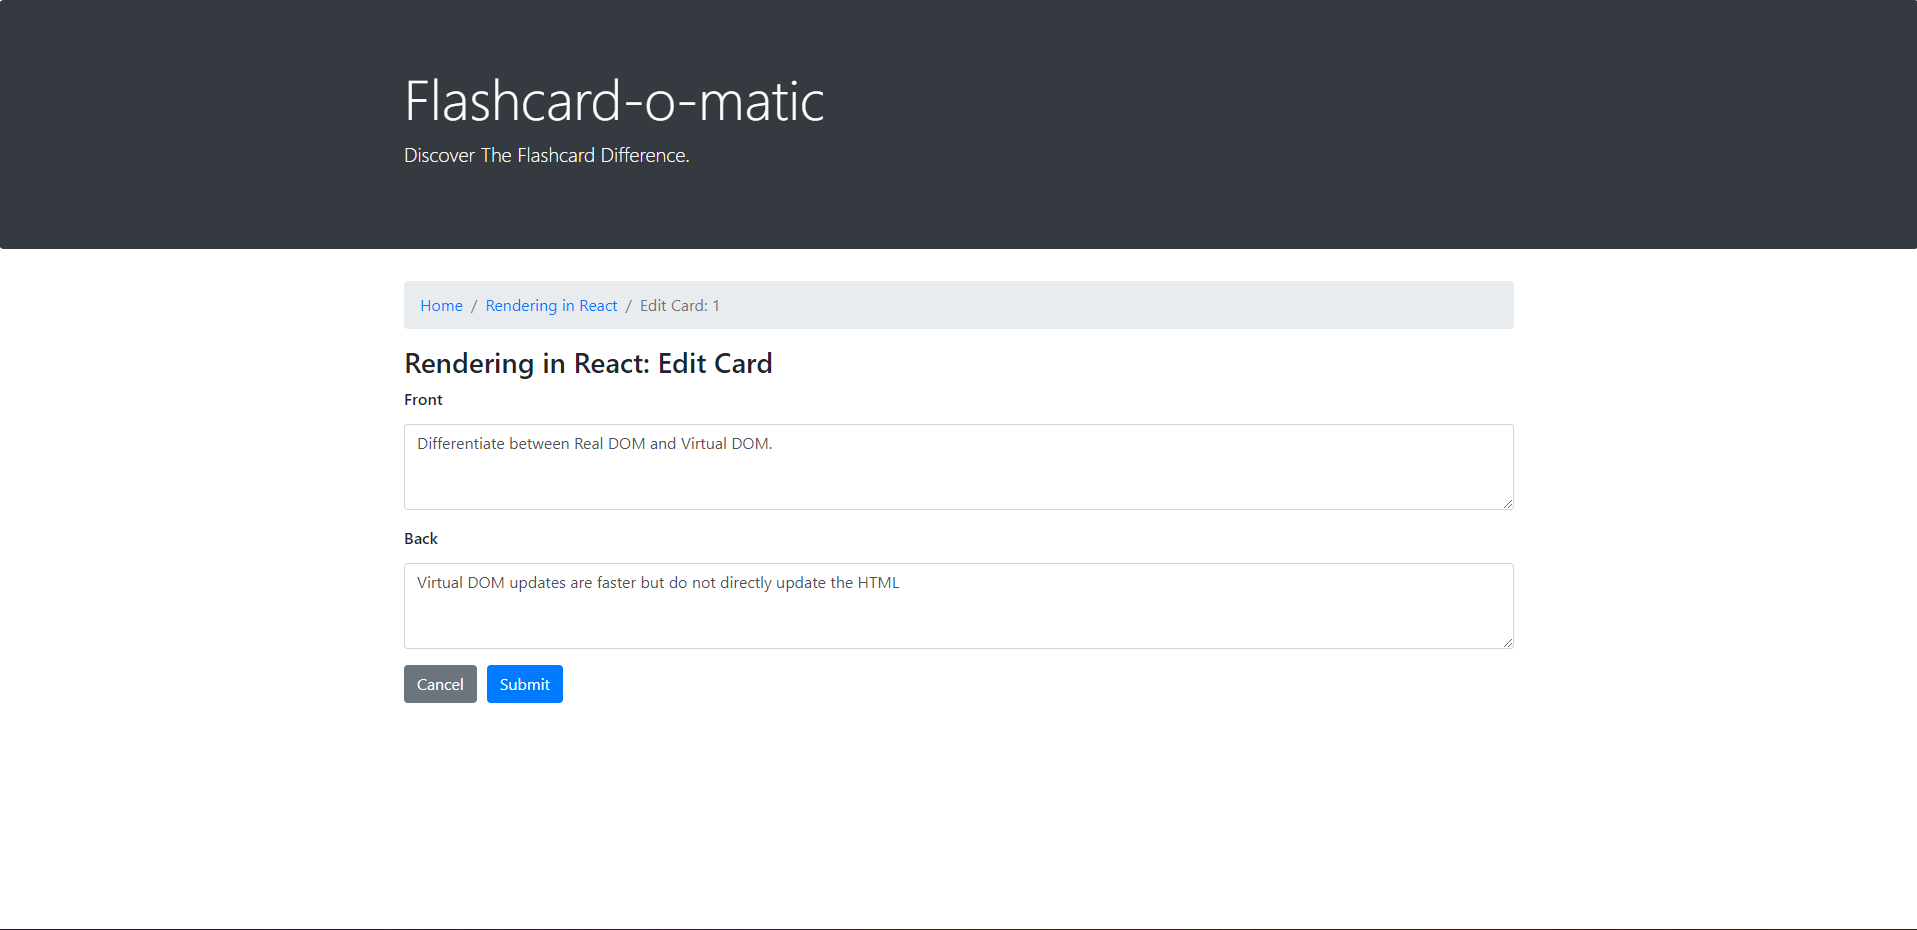 Flashcard-o-matic
Discover The Flashcard Difference.
Home / Rendering in React / Edit Card: 1
Rendering in React: Edit Card
Front
Differentiate between Real DOM and Virtual DOM.
Back
Virtual DOM updates are faster but do not directly update the HTML
Cancel Submit